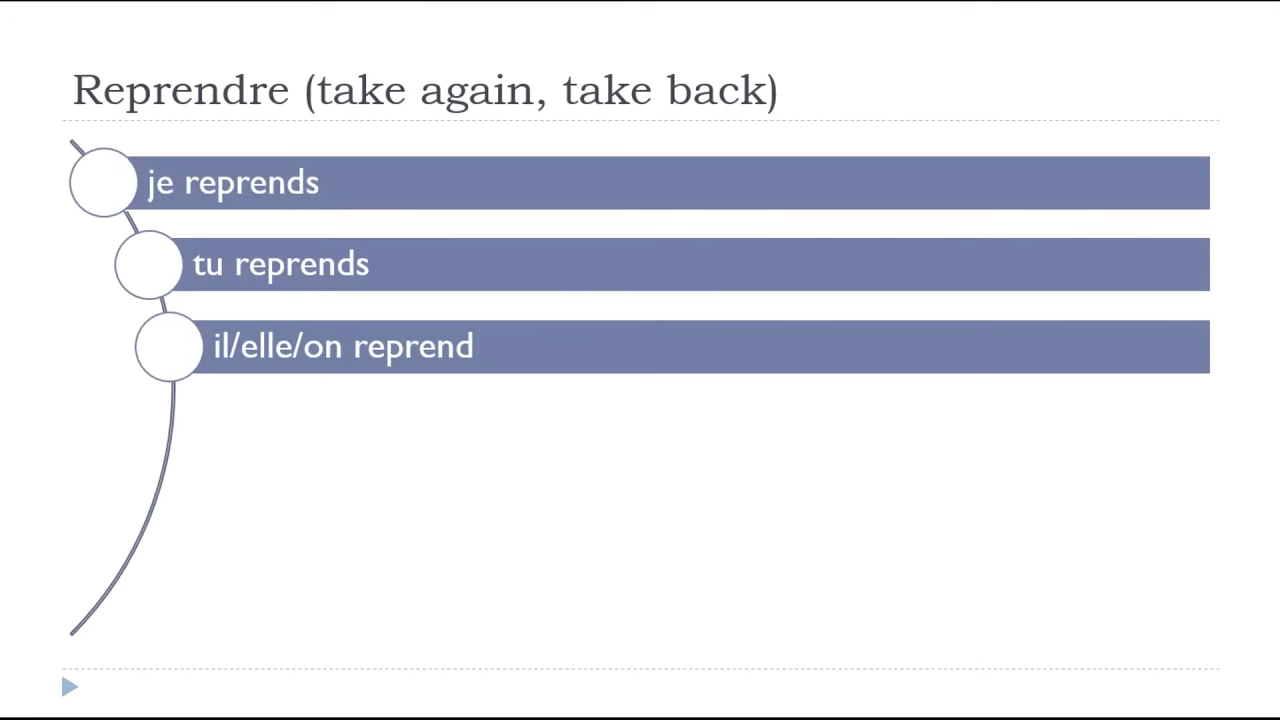 Reprendre (take again, take back)
je reprends
tu reprends
il/elle/on reprend